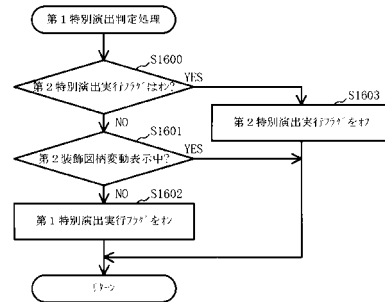 第１特別演出判定処理
S1600
第２特別演出実行フラグはオン?
YES
S1603
NO
第２特別演出実行フラグをオフ
S1601
第２装飾図柄変動表示中?
YES
NO
S1602
第１特別演出実行フラグをオン
リターン